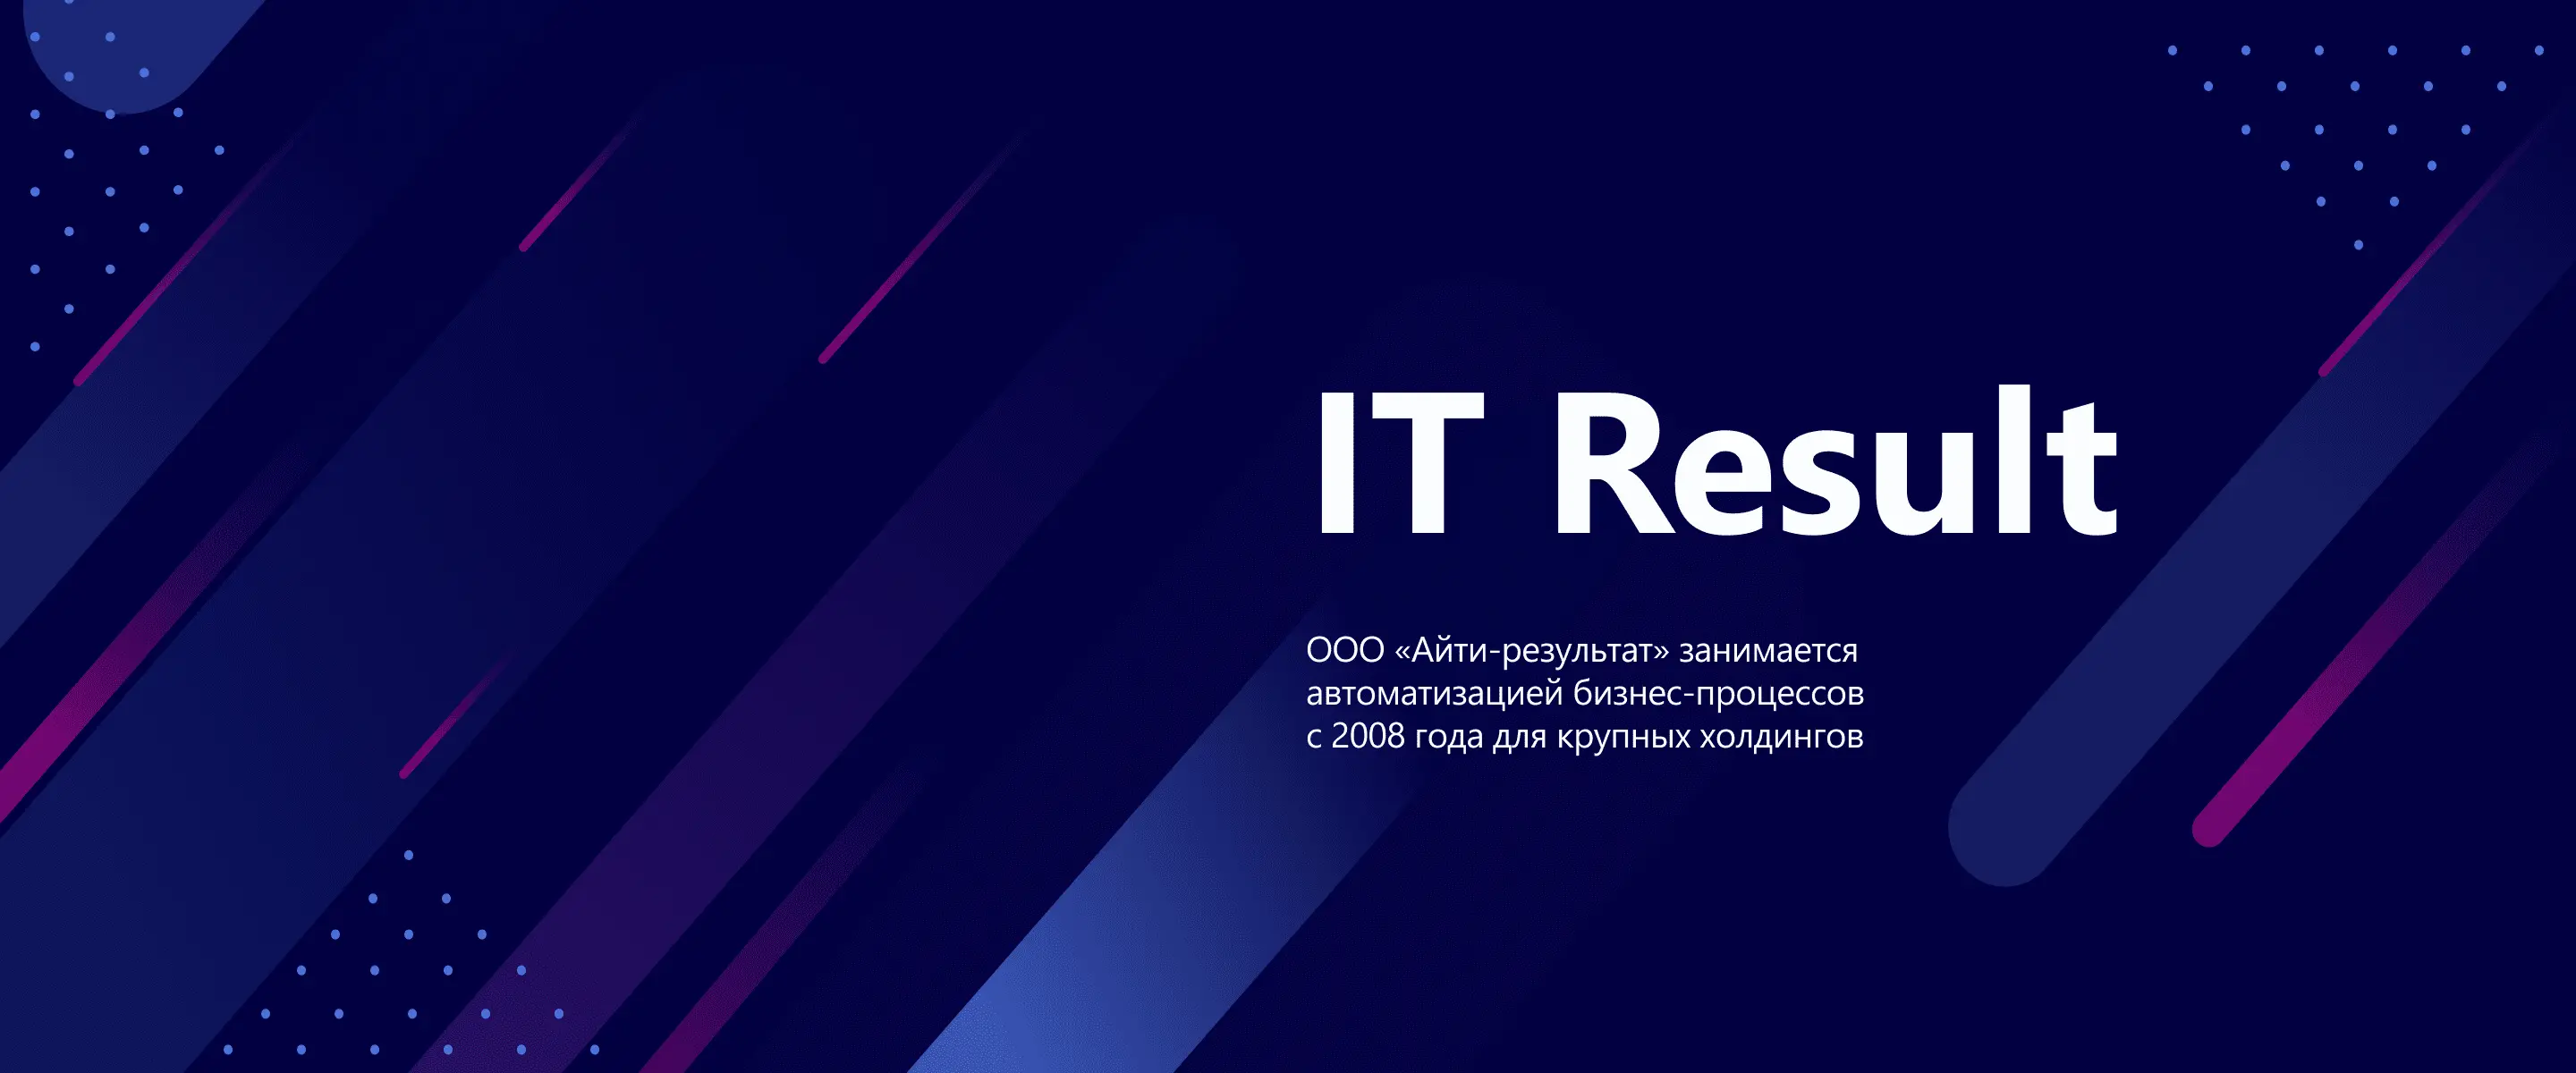 IT Result
ООО «Айти-результат» занимается
автоматизацией бизнес-процессов
с 2008 года для крупных холдингов